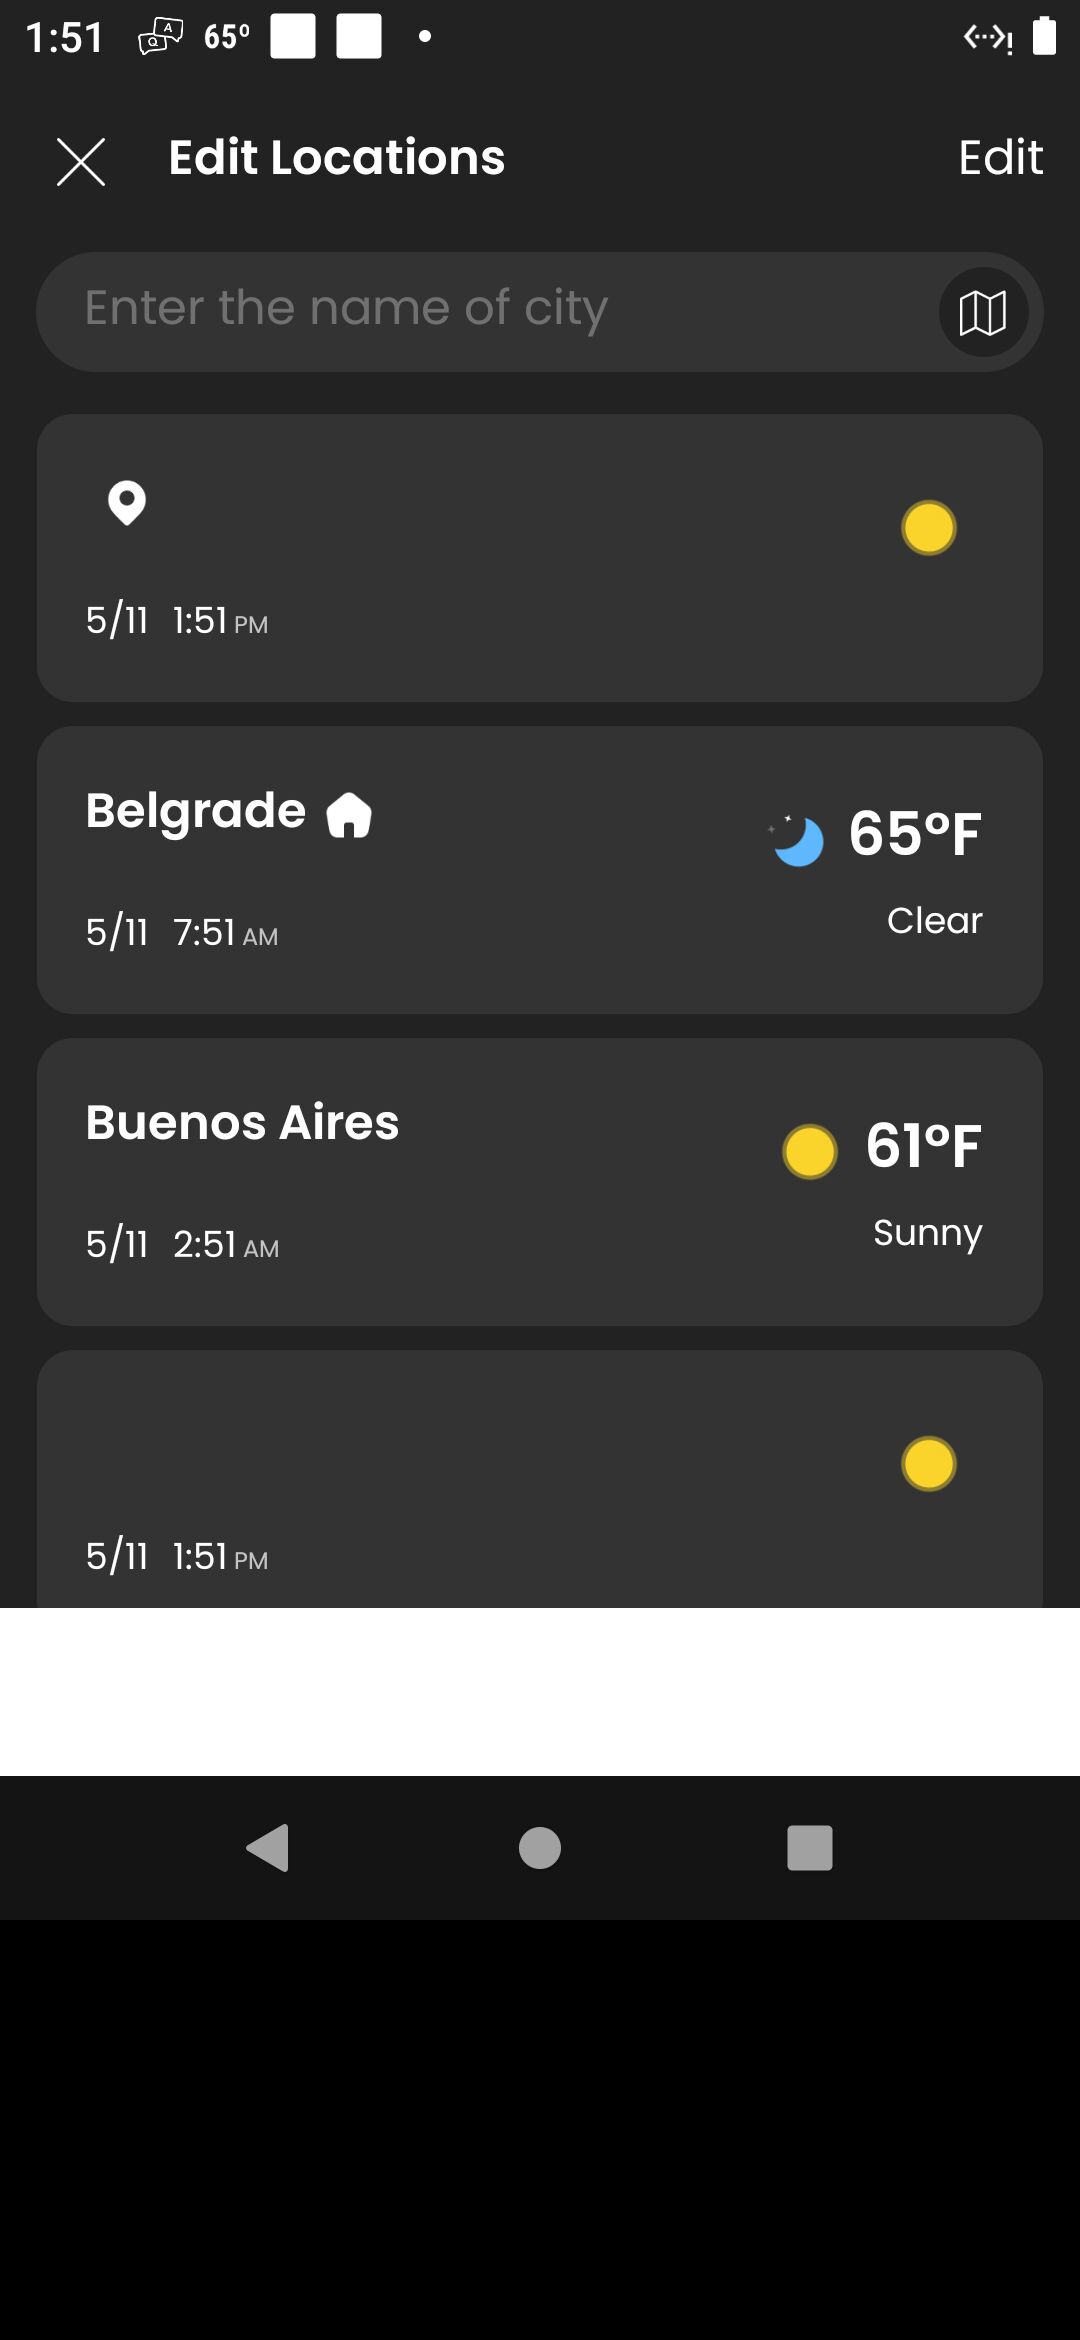 1:51 65°
Edit Locations Edit
Enter the name of city
5/11 1:51 PM
Belgrade 65°F
5/11 7:51 AM Clear
Buenos Aires 61°F
5/11 2:51 AM Sunny
5/11 1:51 PM